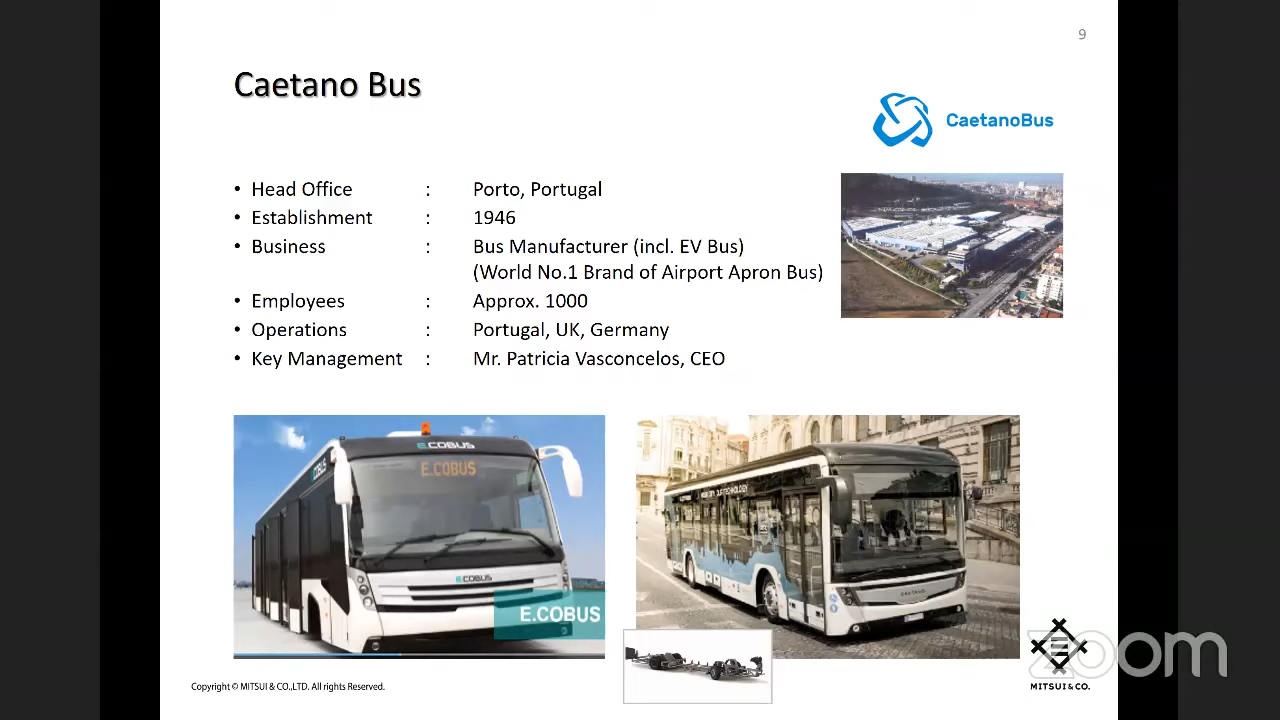 9
Caetano Bus
CaetanoBus
• Head Office : Porto, Portugal
• Establishment : 1946
• Business : Bus Manufacturer (incl. EV Bus)
(World No.1 Brand of Airport Apron Bus)
• Employees : Approx. 1000
• Operations : Portugal, UK, Germany
• Key Management : Mr. Patricia Vasconcelos, CEO
E.COBUS
E.COBUS
E.COBUS
E.COBUS
E.COBUS
zoom
MITSUI & CO.
Copyright © MITSUI & CO.,LTD. All rights Reserved.